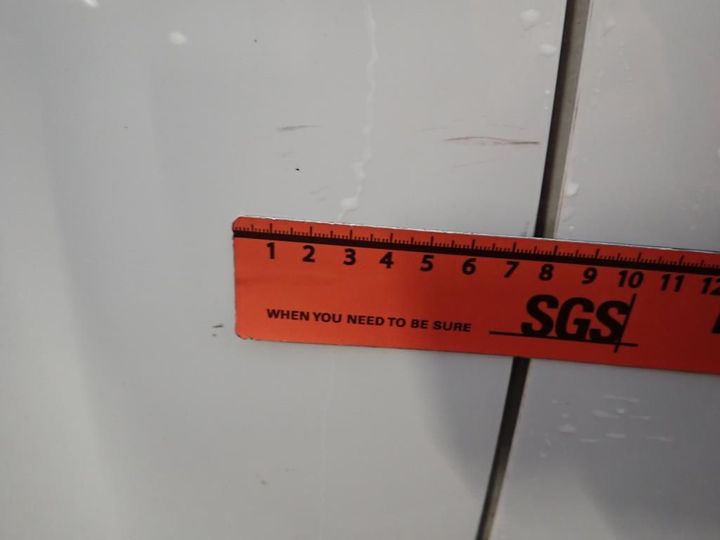 1 2 3 4 5 6 7 8 9 10 11 12
WHEN YOU NEED TO BE SURE SGS